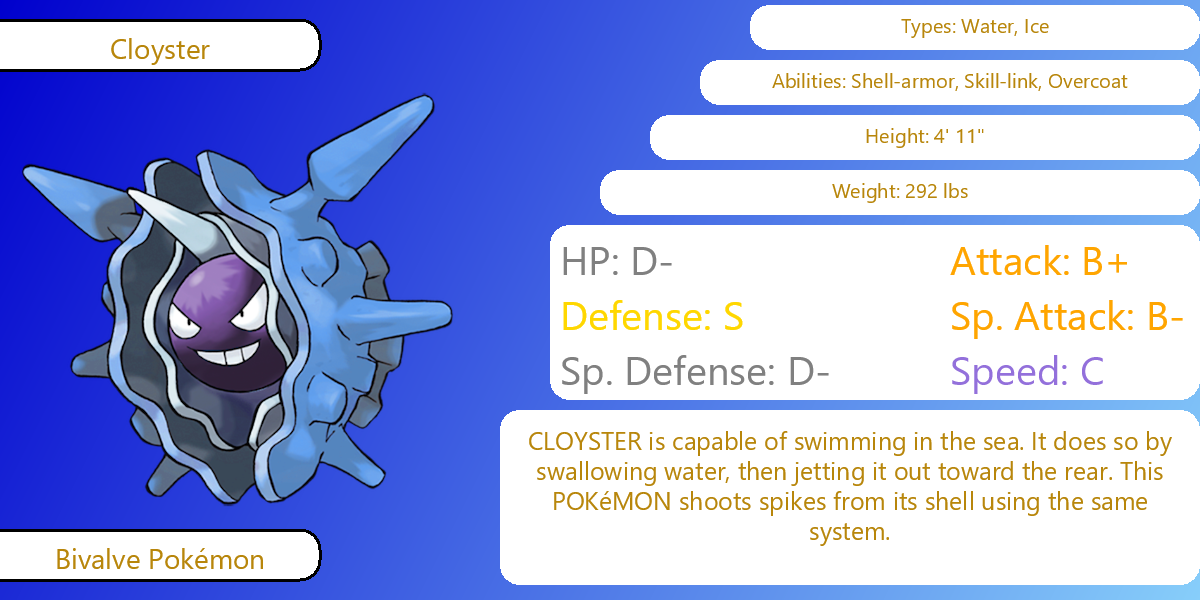 Cloyster
Types: Water, Ice
Abilities: Shell-armor, Skill-link, Overcoat
Height: 4' 11"
Weight: 292 lbs
HP: D-
Attack: B+
Defense: S
Sp. Attack: B-
Sp. Defense: D-
Speed: C
CLOYSTER is capable of swimming in the sea. It does so by
swallowing water, then jetting it out toward the rear. This
POKéMON shoots spikes from its shell using the same
system.
Bivalve Pokémon